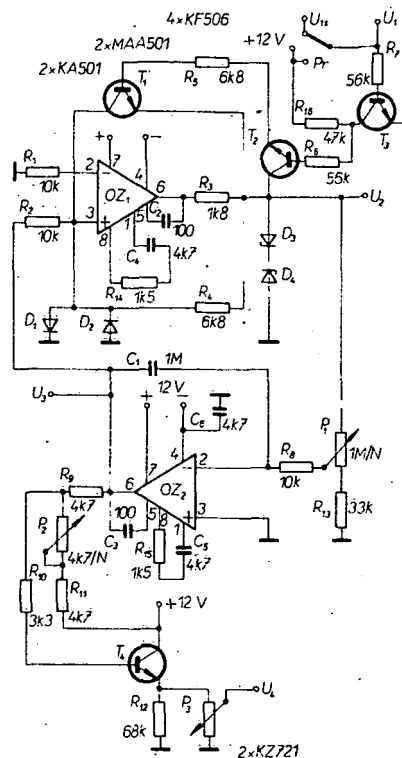 4×KF506
2×MAA501
2×KA501
T₁
R₅
6k8
+12 V
Pr
U₁ₛ
U₁
R₇
56k
R₁₆
47k
T₃
T₂
R₆
56k
R₁
10k
R₂
10k
2
3
7
4
6
OZ₁
1
5
8
C₂
100
R₃
1k8
U₂
C₄
4k7
R₁₄
1k5
D₃
D₄
D₁
D₂
R₄
6k8
C₁
1M
U₃
12 V
+
−
C₆
4k7
4
2
7
6
OZ₂
5
8
1
3
R₈
10k
P₁
1M/N
R₁₃
33k
R₉
4k7
100
C₃
R₁₅
1k5
C₅
4k7
P₂
4k7/N
R₁₀
3k3
R₁₁
4k7
+12 V
T₄
R₁₂
68k
P₃
U₄
2×KZ721